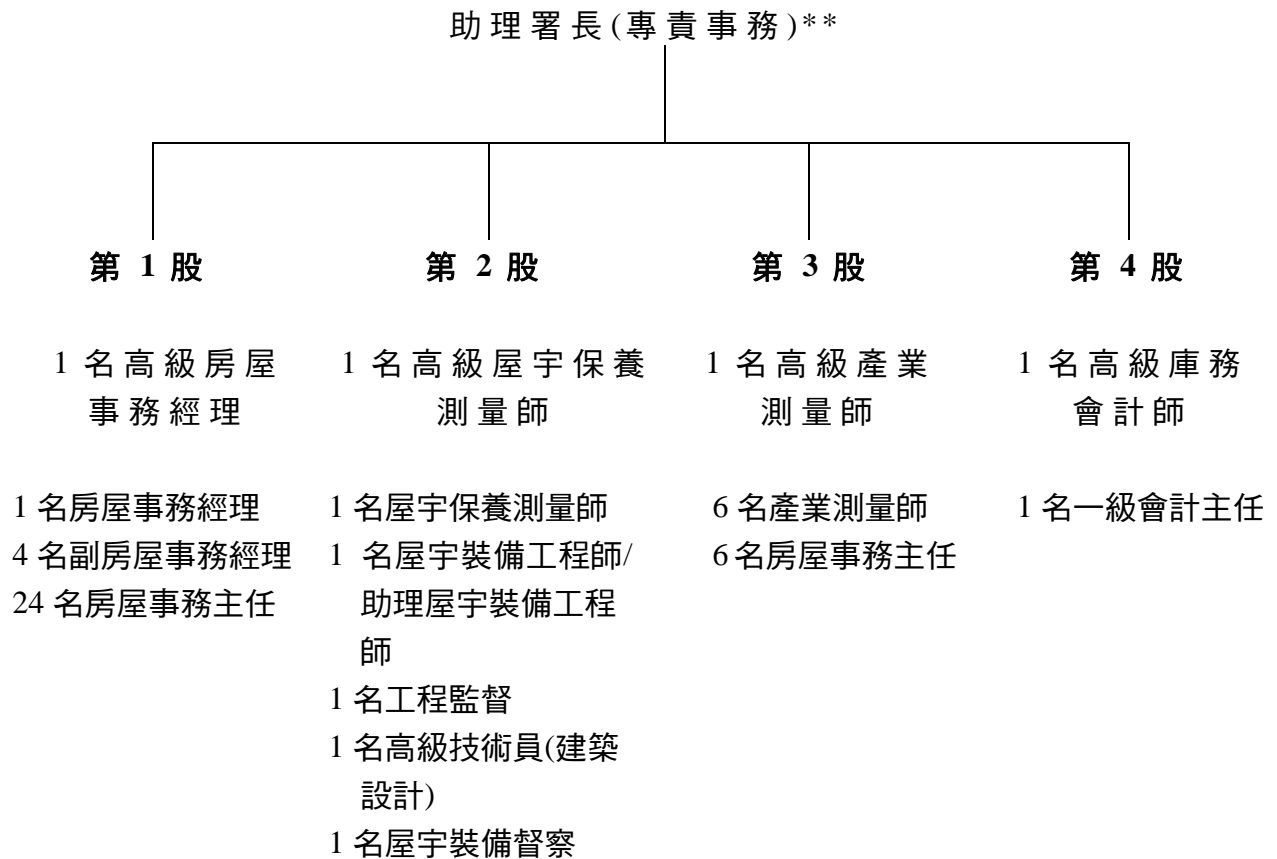 助理署長(專責事務)**
第 1 股
第 2 股
第 3 股
第 4 股
1 名高級房屋
事務經理
1 名高級屋宇保養
測量師
1 名高級產業
測量師
1 名高級庫務
會計師
1 名房屋事務經理
4 名副房屋事務經理
24 名房屋事務主任
1 名屋宇保養測量師
1 名屋宇裝備工程師/
助理屋宇裝備工程
師
1 名工程監督
1 名高級技術員(建築
設計)
1 名屋宇裝備督察
6 名產業測量師
6 名房屋事務主任
1 名一級會計主任